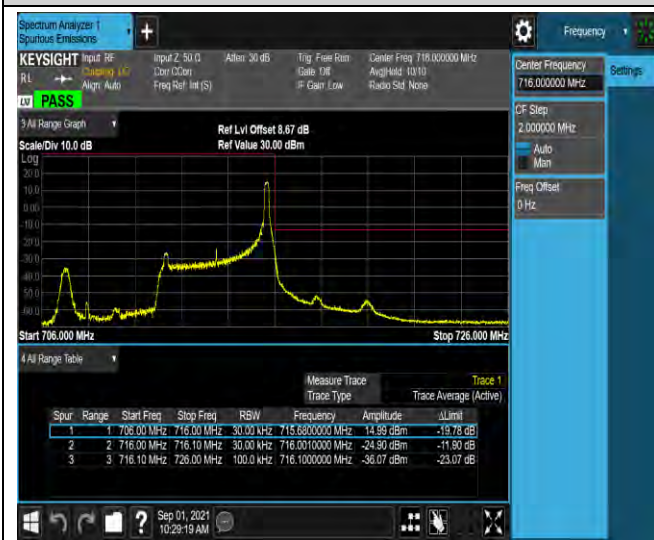 Spectrum Analyzer 1
Spurious Emissions
Frequency
KEYSIGHT Input: RF Input Z: 50 Ω Atten: 30 dB Trig: Free Run Center Freq: 716.000000 MHz
RL Coupling: DC Corr CCorr Gate: Off Avg|Hold: 10/10
Align: Auto Freq Ref: Int (S) IF Gain: Low Radio Std: None
PASS
3 All Range Graph
Ref Lvl Offset 8.67 dB
Scale/Div 10.0 dB Ref Value 30.00 dBm
Log
20.0
10.0
0.00
-10.0
-20.0
-30.0
-40.0
-50.0
-60.0
Start 706.000 MHz Stop 726.000 MHz
4 All Range Table
Measure Trace Trace 1
Trace Type Trace Average (Active)
Spur Range Start Freq Stop Freq RBW Frequency Amplitude ΔLimit
1 1 706.00 MHz 716.00 MHz 30.00 kHz 715.6800000 MHz 14.99 dBm -19.78 dB
2 2 716.00 MHz 716.10 MHz 30.00 kHz 716.0010000 MHz -24.90 dBm -11.90 dB
3 3 716.10 MHz 726.00 MHz 100.0 kHz 716.1000000 MHz -36.07 dBm -23.07 dB
Sep 01, 2021
10:29:19 AM
Center Frequency
716.000000 MHz
Settings
CF Step
2.000000 MHz
Auto
Man
Freq Offset
0 Hz